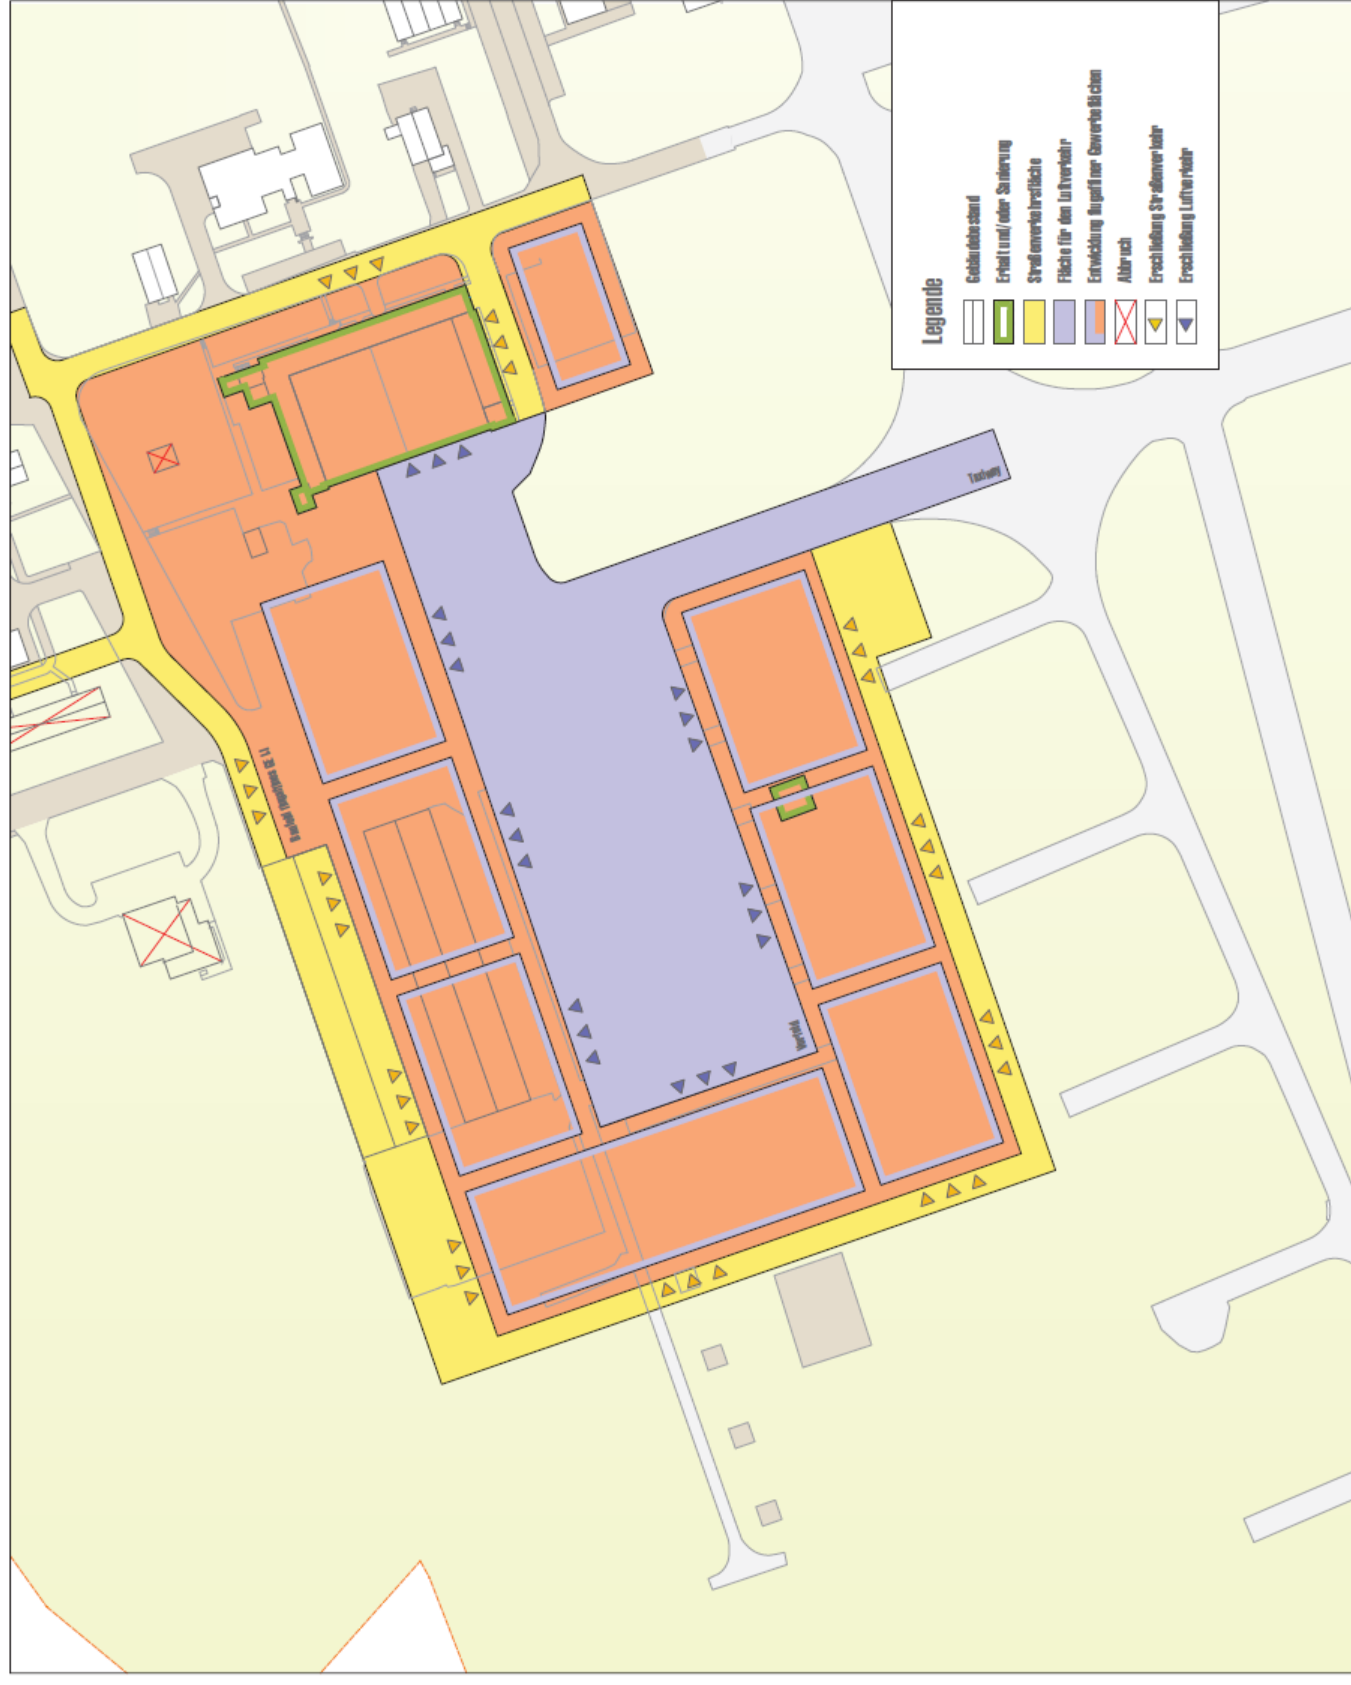 Legende
Gebäudebestand
Erhalt und/oder Sanierung
Straßenverkehrsfläche
Fläche für den Luftverkehr
Entwicklung flugaffiner Gewerbeflächen
Abbruch
Erschließung Straßenverkehr
Erschließung Luftverkehr
Taxiway
Vorfeld